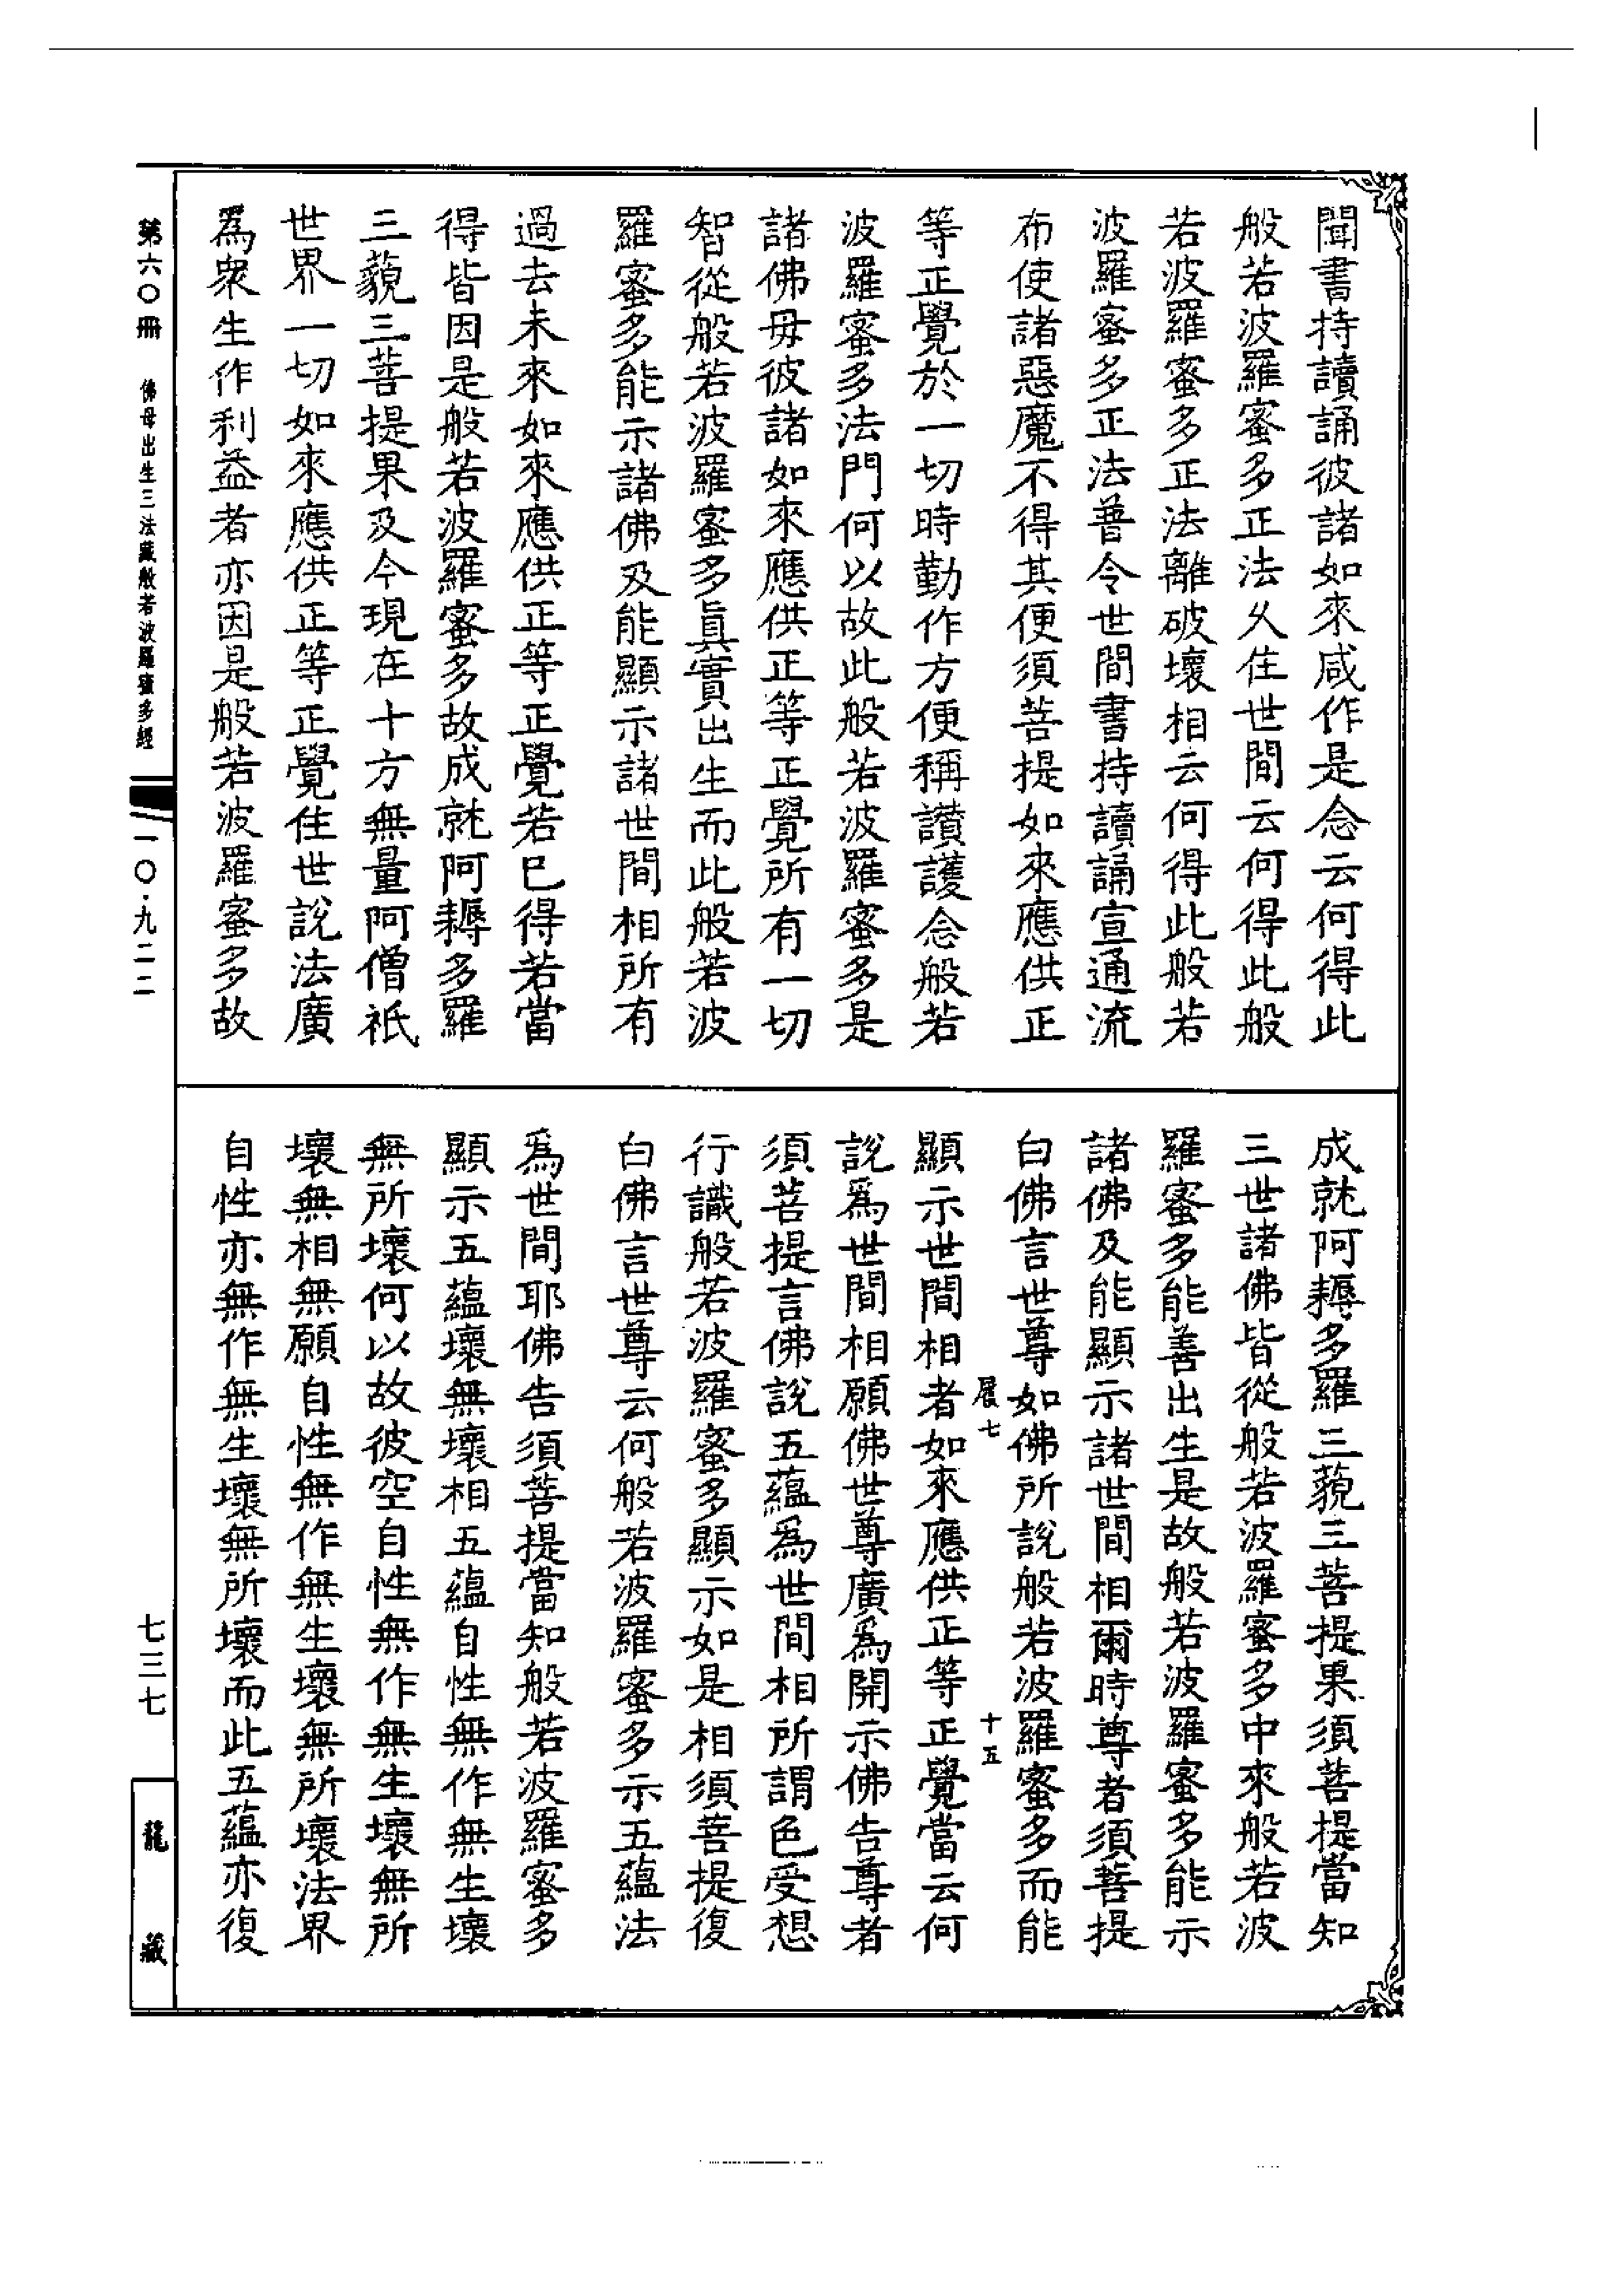 聞書持讀誦彼諸如來咸作是念云何得此
般若波羅蜜多正法久住世間云何得此般
若波羅蜜多正法離破壞相云何得此般若
波羅蜜多正法普令世間書持讀誦宣通流
布使諸惡魔不得其便須菩提如來應供正
等正覺於一切時勤作方便稱讚護念般若
波羅蜜多法門何以故此般若波羅蜜多是
諸佛母彼諸如來應供正等正覺所有一切
智從般若波羅蜜多真實出生而此般若波
羅蜜多能示諸佛及能顯示諸世間相所有
過去未來如來應供正等正覺若已得若當
得皆因是般若波羅蜜多故成就阿耨多羅
三藐三菩提果及今現在十方無量阿僧祇
世界一切如來應供正等正覺住世說法廣
為衆生作利益者亦因是般若波羅蜜多故
成就阿耨多羅三藐三菩提果須菩提當知
三世諸佛皆從般若波羅蜜多中來般若波
羅蜜多能善出生是故般若波羅蜜多能示
諸佛及能顯示諸世間相爾時尊者須菩提
白佛言世尊如佛所說般若波羅蜜多而能
展七 十五
顯示世間相者如來應供正等正覺當云何
說為世間相願佛世尊廣為開示佛告尊者
須菩提言佛說五蘊為世間相所謂色受想
行識般若波羅蜜多顯示如是相須菩提復
白佛言世尊云何般若波羅蜜多示五蘊法
為世間耶佛告須菩提當知般若波羅蜜多
顯示五蘊壞無壞相五蘊自性無作無生壞
無所壞何以故彼空自性無作無生壞無所
壞無相無願自性無作無生壞無所壞法界
自性亦無作無生壞無所壞而此五蘊亦復
第六〇冊 佛母出生三法藏般若波羅蜜多經
一〇·九二二
七三七
龍藏